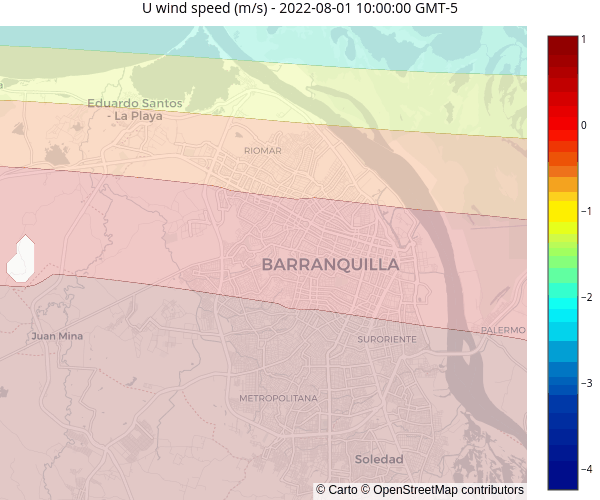 U wind speed (m/s) - 2022-08-01 10:00:00 GMT-5
Eduardo Santos
- La Playa
RIOMAR
BARRANQUILLA
Juan Mina
PALERMO
SURORIENTE
METROPOLITANA
Soledad
© Carto © OpenStreetMap contributors
1
0
−1
−2
−3
−4